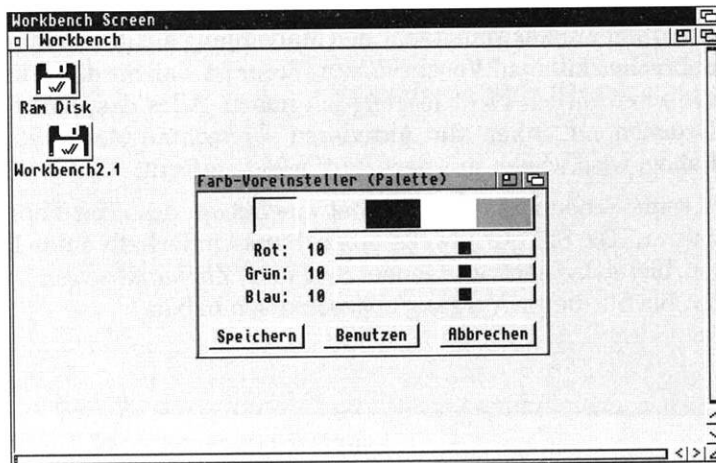 Workbench Screen
Workbench
Ram Disk
Workbench2.1
Farb-Voreinsteller (Palette)
Rot: 10
Grün: 10
Blau: 10
Speichern Benutzen Abbrechen